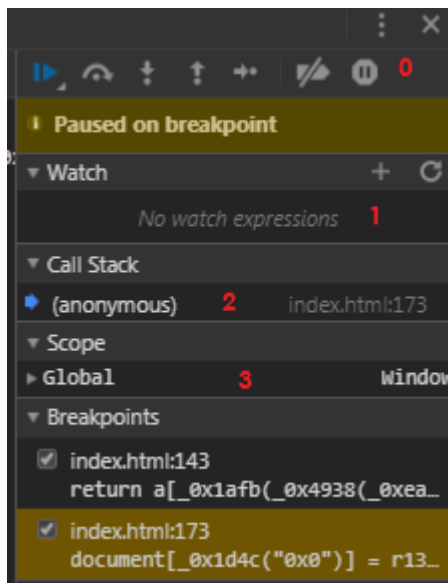 0
Paused on breakpoint
Watch
No watch expressions 1
Call Stack
(anonymous) 2 index.html:173
Scope
Global 3 Window
Breakpoints
index.html:143
return a[_0x1afb(_0x4938(_0xea…
index.html:173
document[_0x1d4c("0x0")] = r13…